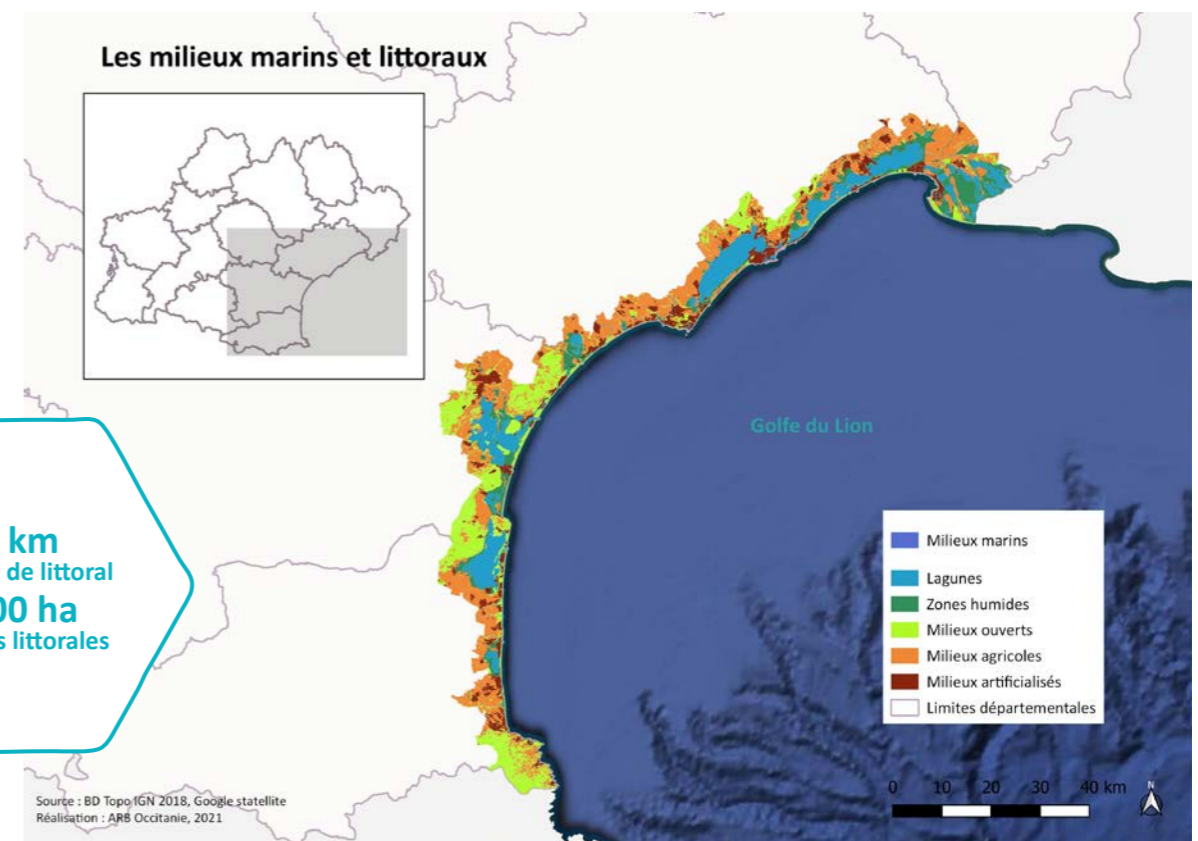 Les milieux marins et littoraux
km
de littoral
00 ha
s littorales
Golfe du Lion
Milieux marins
Lagunes
Zones humides
Milieux ouverts
Milieux agricoles
Milieux artificialisés
Limites départementales
0 10 20 30 40 km
N
Source : BD Topo IGN 2018, Google statellite
Réalisation : ARB Occitanie, 2021